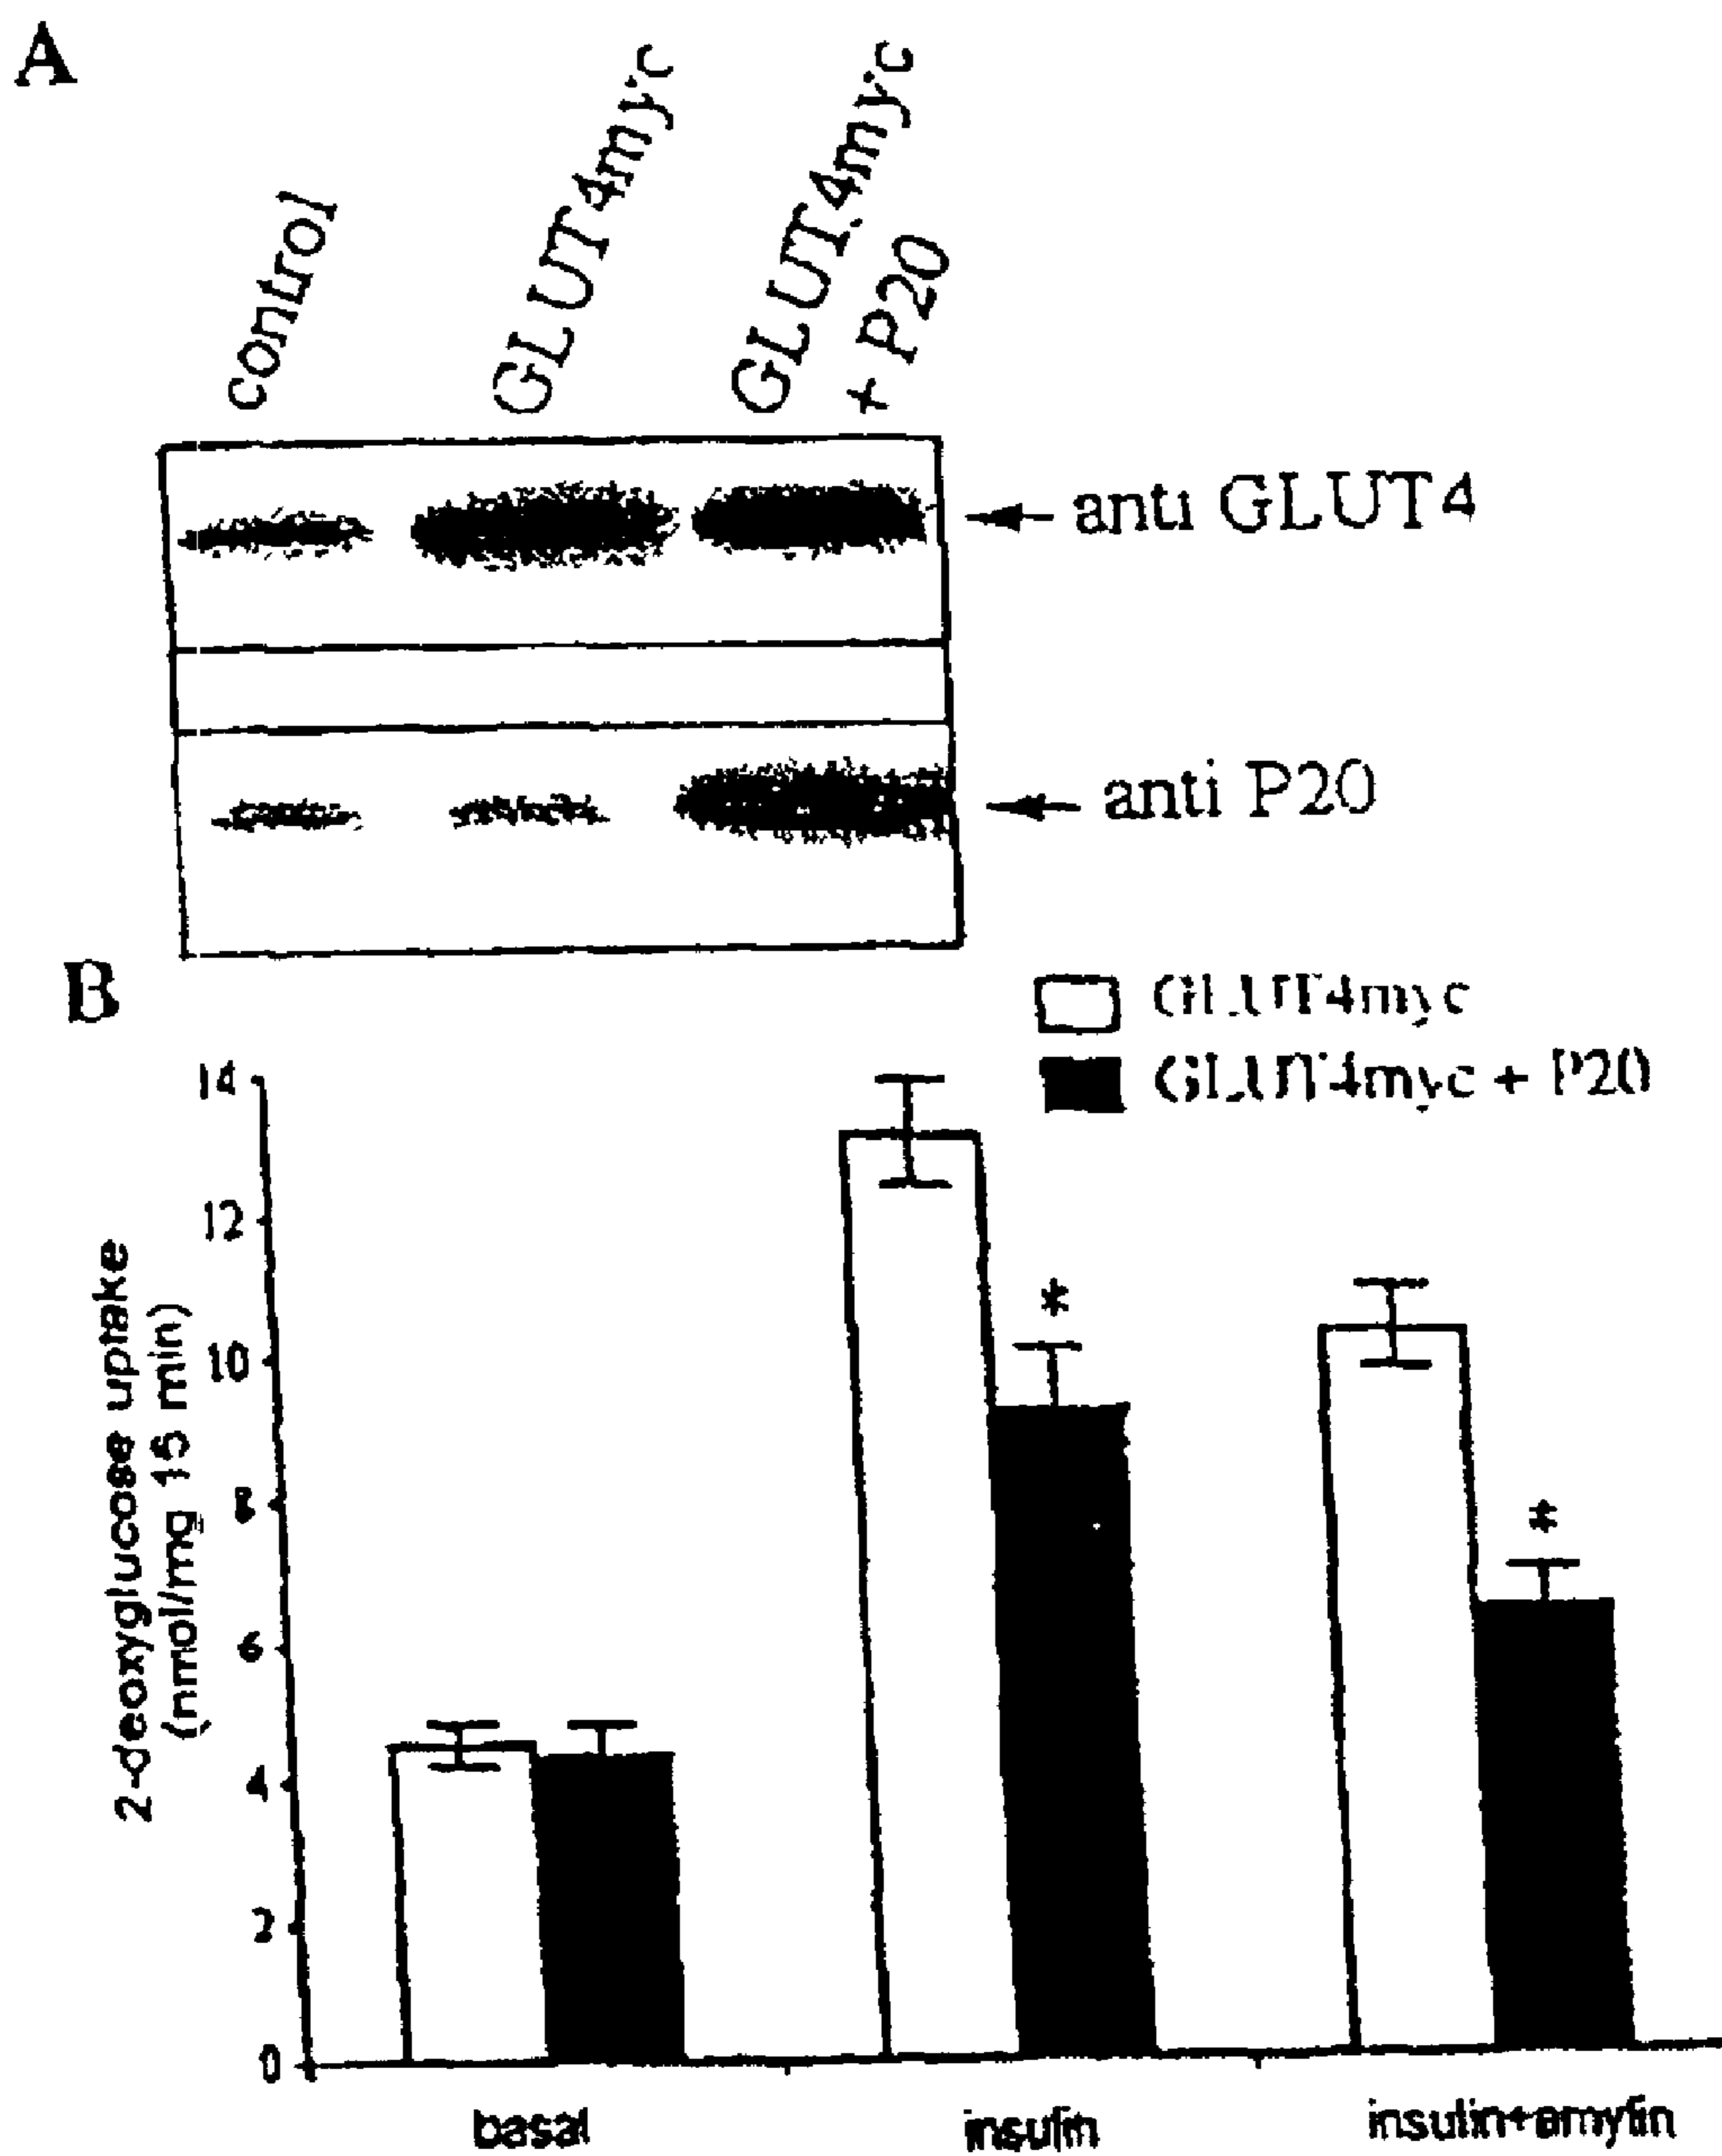 A
control
GLUT4myc
GLUT4myc
+ P20
anti GLUT4
anti P20
B
GLUT4myc
GLUT4myc + P20
14
12
10
8
6
4
2
0
2-deoxyglucose uptake
(nmol/mg 15 min)
*
*
basal
insulin
insulin+amylin